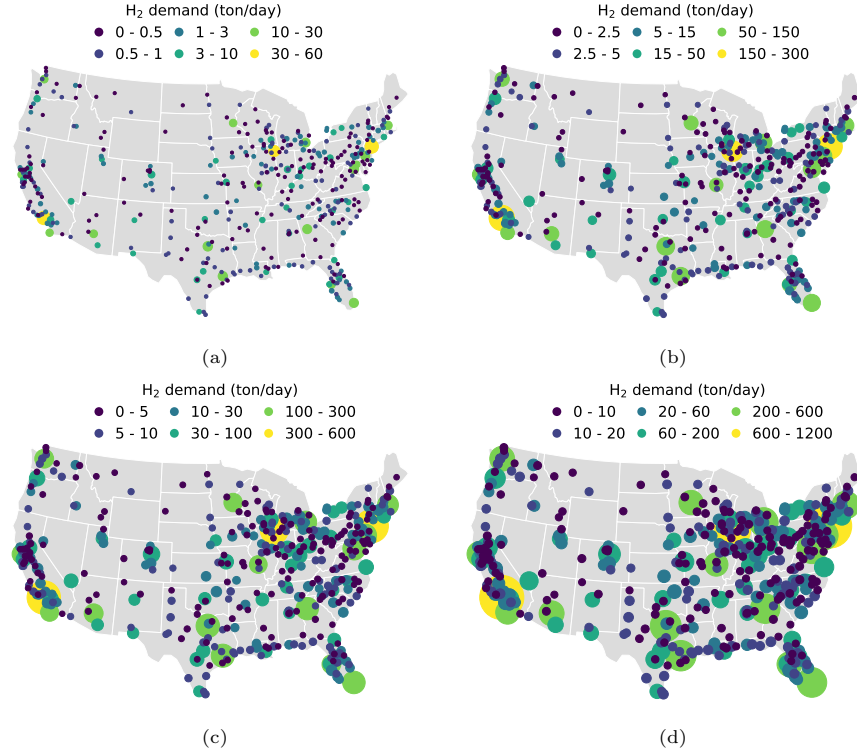 H₂ demand (ton/day)
0 - 0.5 1 - 3 10 - 30
0.5 - 1 3 - 10 30 - 60
(a)
H₂ demand (ton/day)
0 - 2.5 5 - 15 50 - 150
2.5 - 5 15 - 50 150 - 300
(b)
H₂ demand (ton/day)
0 - 5 10 - 30 100 - 300
5 - 10 30 - 100 300 - 600
(c)
H₂ demand (ton/day)
0 - 10 20 - 60 200 - 600
10 - 20 60 - 200 600 - 1200
(d)